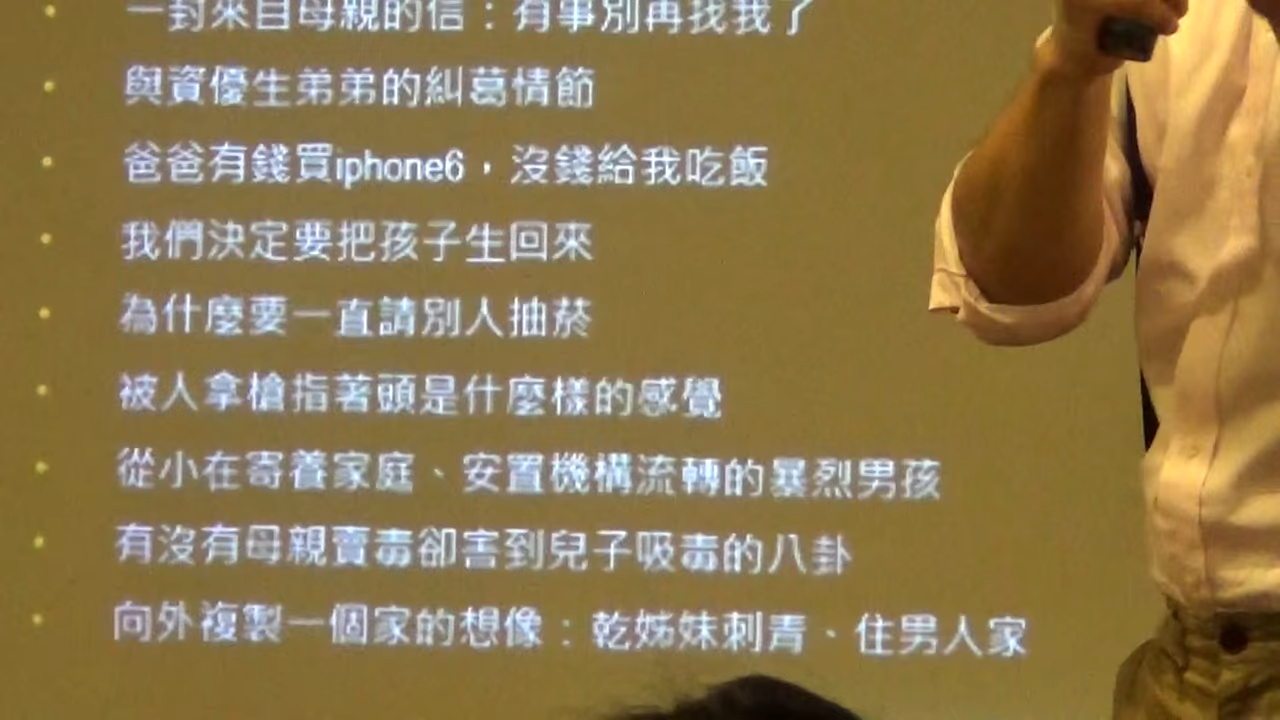 一封來自母親的信：有事別再找我了
與資優生弟弟的糾葛情節
爸爸有錢買iphone6，沒錢給我吃飯
我們決定要把孩子生回來
為什麼要一直請別人抽菸
被人拿槍指著頭是什麼樣的感覺
從小在寄養家庭、安置機構流轉的暴烈男孩
有沒有母親賣毒卻害到兒子吸毒的八卦
向外複製一個家的想像：乾姊妹刺青、住男人家